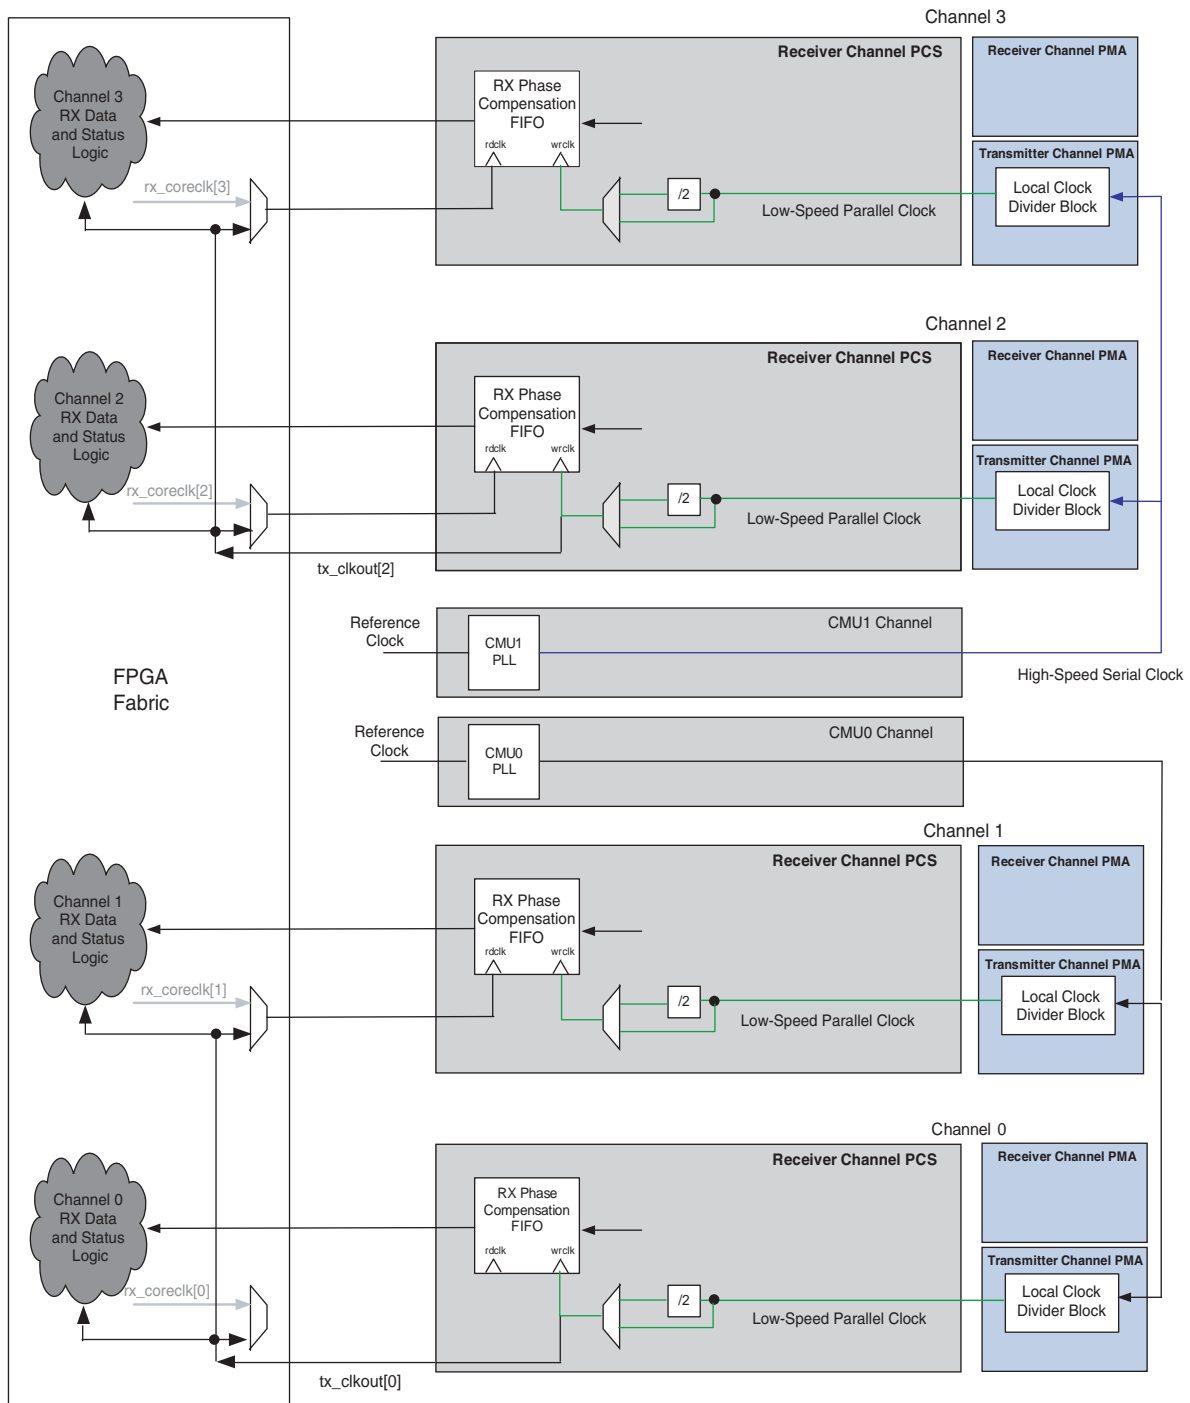 Channel 3
Receiver Channel PCS
Receiver Channel PMA
Channel 3
RX Data
and Status
Logic
RX Phase
Compensation
FIFO
rdclk
wrclk
Transmitter Channel PMA
Local Clock
Divider Block
rx_coreclk[3]
/2
Low-Speed Parallel Clock
Channel 2
Receiver Channel PCS
Receiver Channel PMA
Channel 2
RX Data
and Status
Logic
RX Phase
Compensation
FIFO
rdclk
wrclk
Transmitter Channel PMA
Local Clock
Divider Block
rx_coreclk[2]
/2
Low-Speed Parallel Clock
tx_clkout[2]
Reference
Clock
CMU1
PLL
CMU1 Channel
FPGA
Fabric
High-Speed Serial Clock
Reference
Clock
CMU0
PLL
CMU0 Channel
Channel 1
Receiver Channel PCS
Receiver Channel PMA
Channel 1
RX Data
and Status
Logic
RX Phase
Compensation
FIFO
rdclk
wrclk
Transmitter Channel PMA
Local Clock
Divider Block
rx_coreclk[1]
/2
Low-Speed Parallel Clock
Channel 0
Receiver Channel PCS
Receiver Channel PMA
Channel 0
RX Data
and Status
Logic
RX Phase
Compensation
FIFO
rdclk
wrclk
Transmitter Channel PMA
Local Clock
Divider Block
rx_coreclk[0]
/2
Low-Speed Parallel Clock
tx_clkout[0]